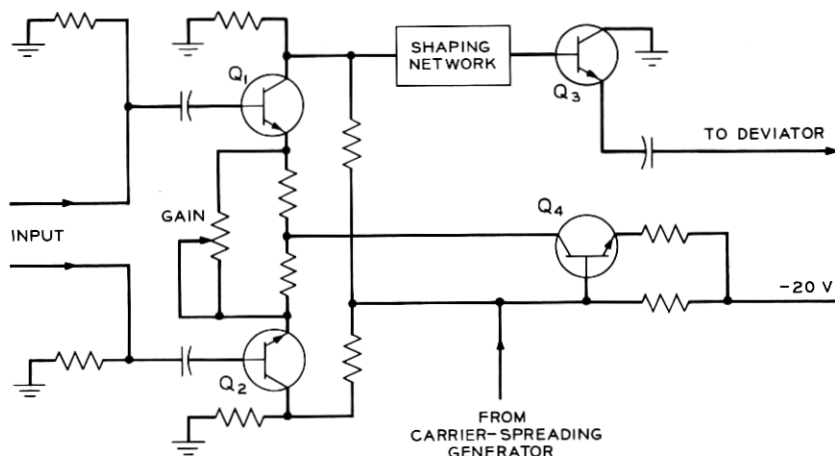 SHAPING
NETWORK
Q1
Q3
TO DEVIATOR
GAIN
Q4
INPUT
-20 V
Q2
FROM
CARRIER-SPREADING
GENERATOR